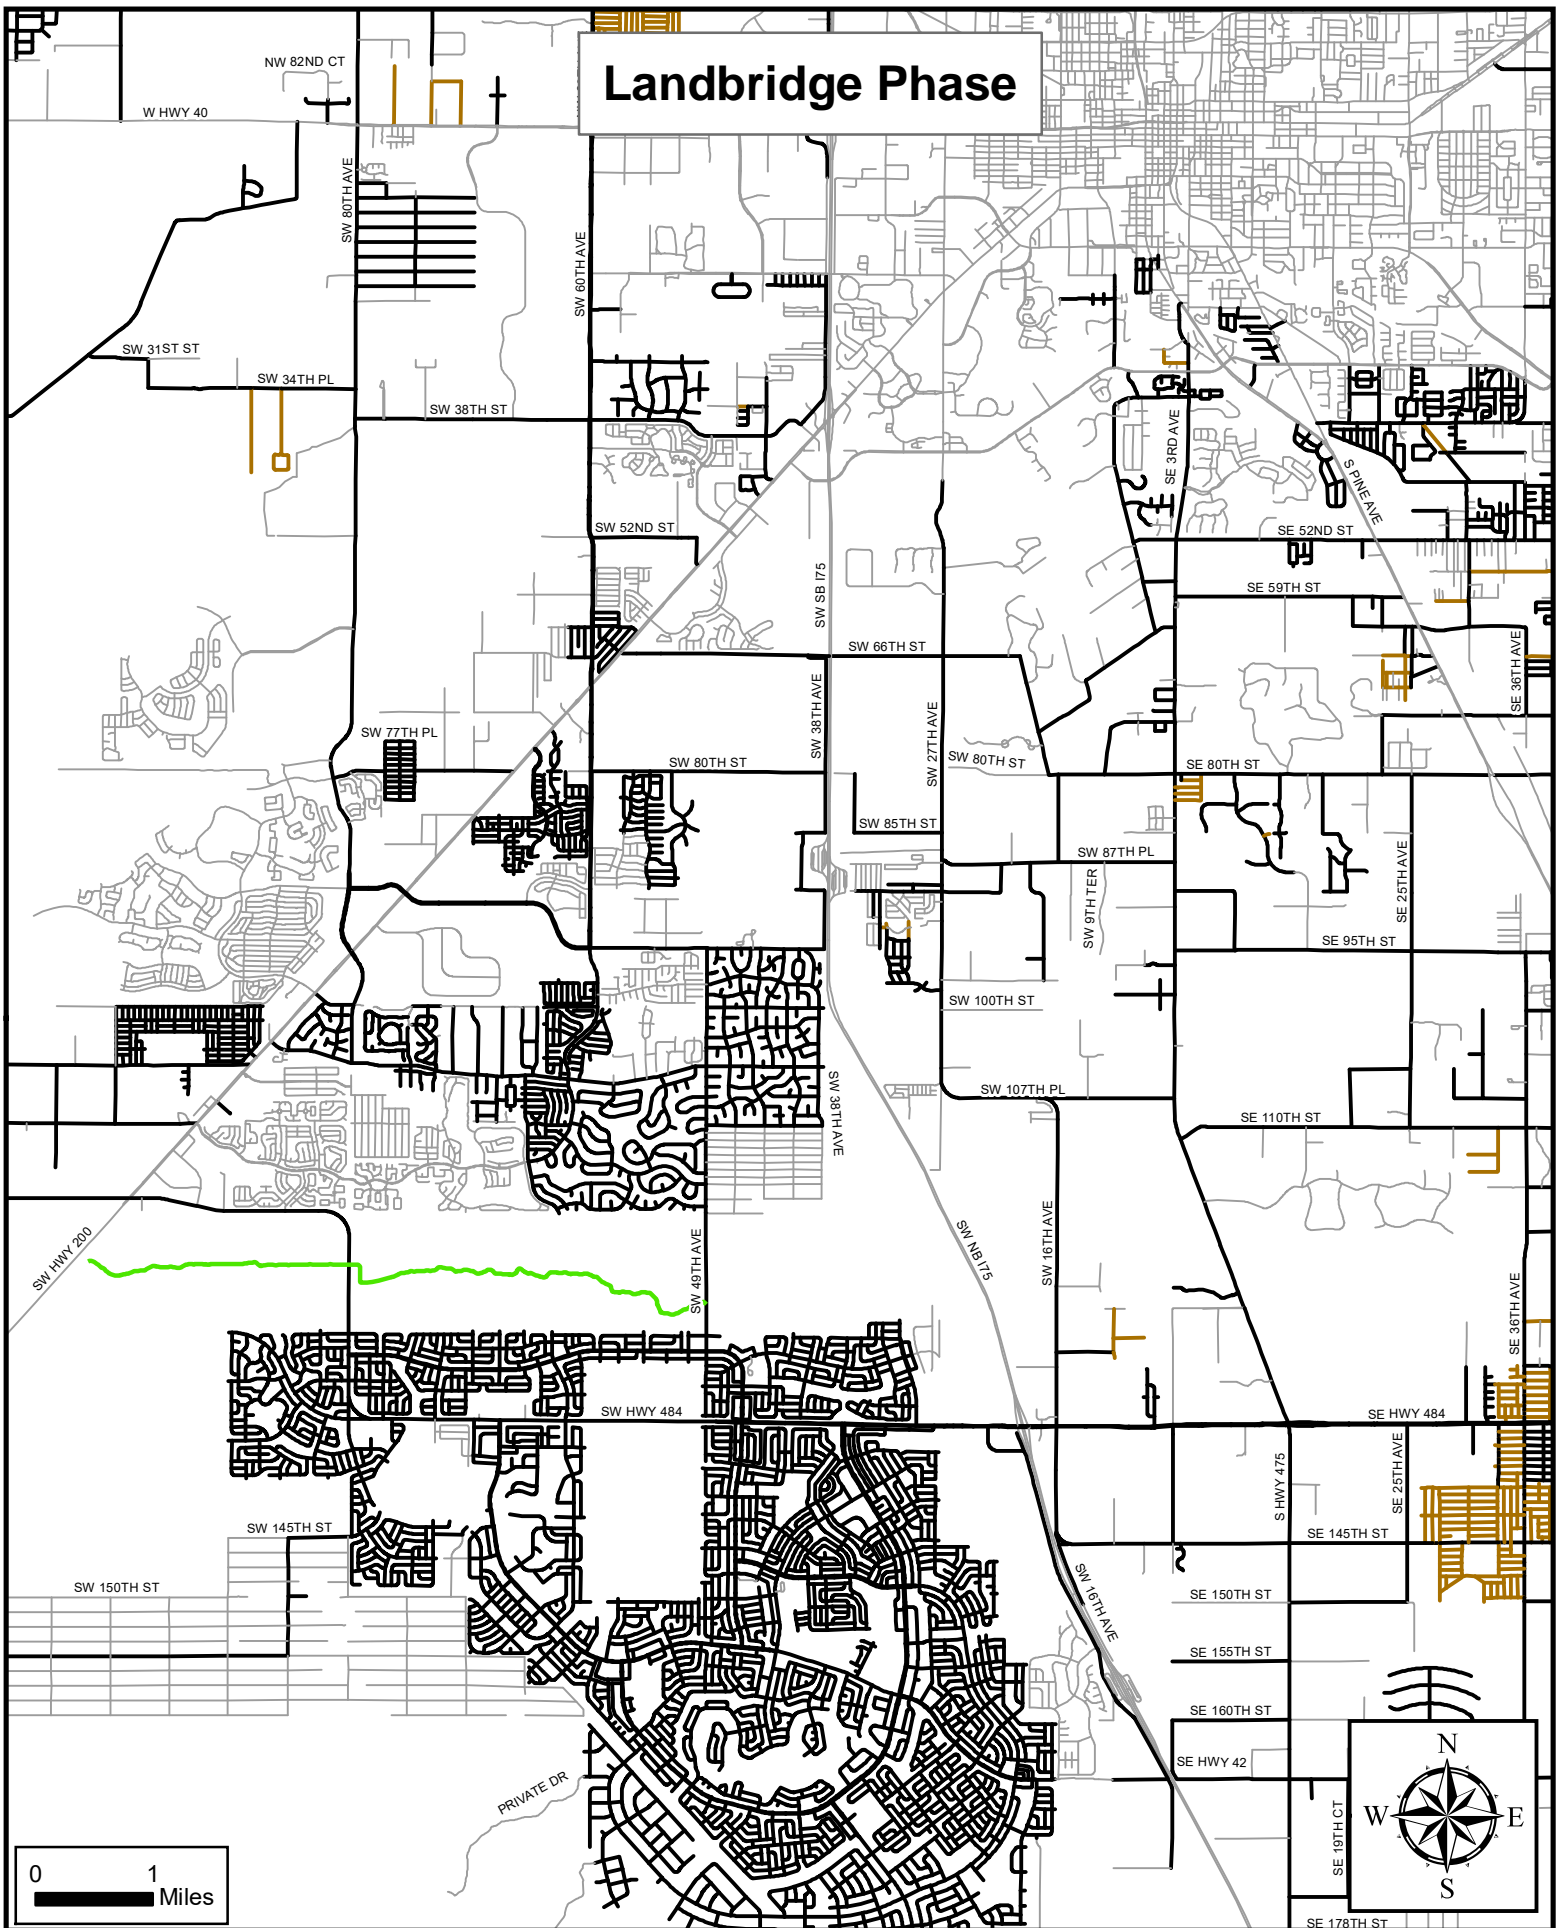 Landbridge Phase
NW 82ND CT
W HWY 40
SW 80TH AVE
SW 60TH AVE
SW 31ST ST
SW 34TH PL
SW 38TH ST
SE 3RD AVE
S PINE AVE
SW 52ND ST
SE 52ND ST
SW SB I75
SE 59TH ST
SW 66TH ST
SE 36TH AVE
SW 38TH AVE
SW 27TH AVE
SW 77TH PL
SW 80TH ST
SW 80TH ST
SE 80TH ST
SW 85TH ST
SW 87TH PL
SW 9TH TER
SE 25TH AVE
SE 95TH ST
SW 100TH ST
SW 38TH AVE
SW 107TH PL
SE 110TH ST
SW HWY 200
SW 49TH AVE
SW NB I75
SW 16TH AVE
SE 36TH AVE
SW HWY 484
SE HWY 484
S HWY 475
SE 25TH AVE
SW 145TH ST
SE 145TH ST
SW 150TH ST
SW 16TH AVE
SE 150TH ST
SE 155TH ST
SE 160TH ST
SE HWY 42
PRIVATE DR
SE 19TH CT
N
W E
S
0 1
Miles
SE 178TH ST